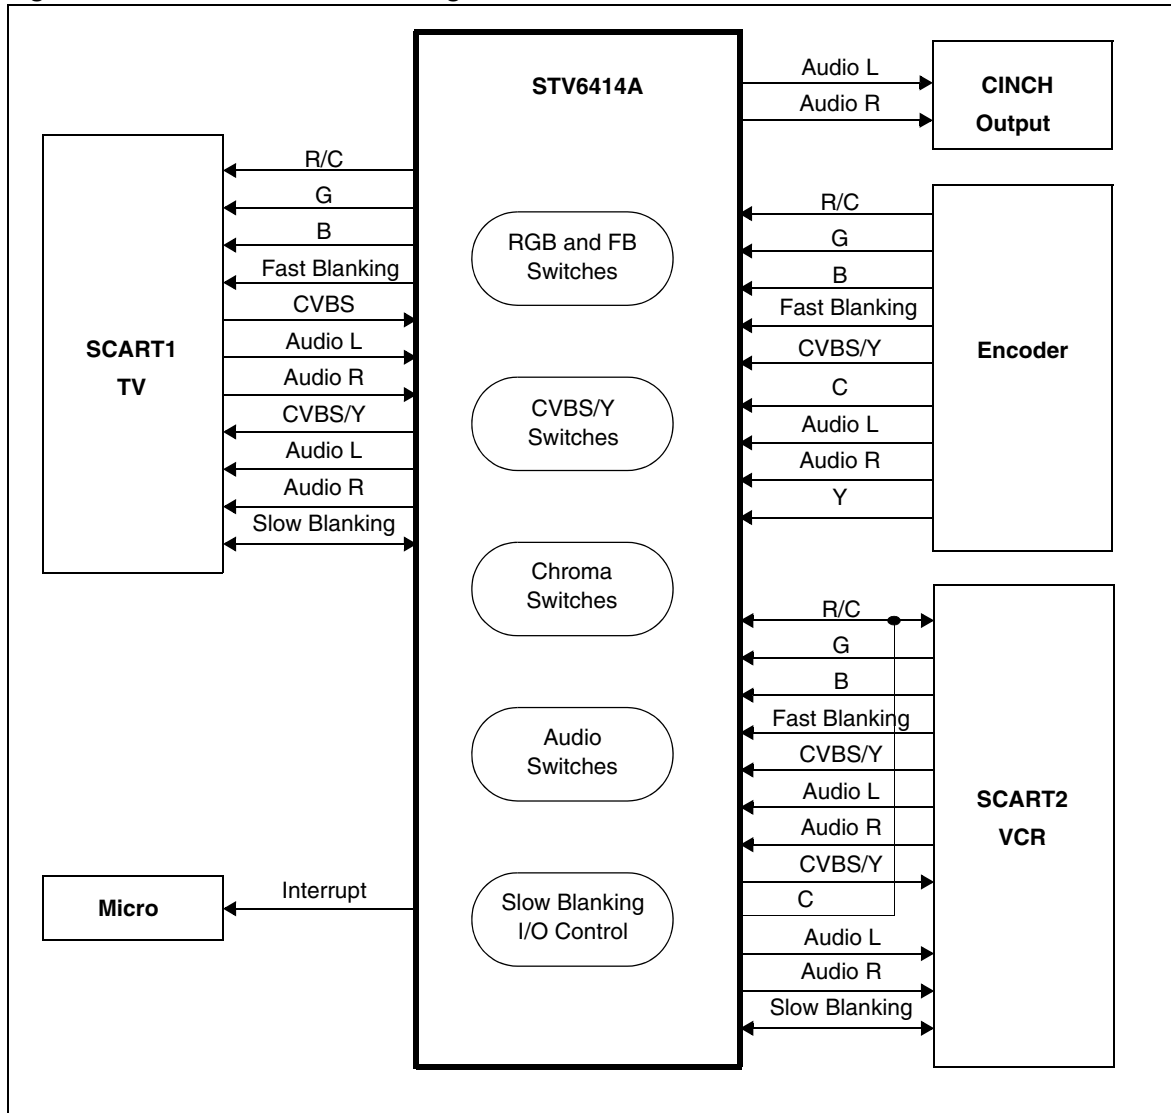 STV6414A
SCART1
TV
R/C
G
B
Fast Blanking
CVBS
Audio L
Audio R
CVBS/Y
Audio L
Audio R
Slow Blanking
Micro
Interrupt
RGB and FB
Switches
CVBS/Y
Switches
Chroma
Switches
Audio
Switches
Slow Blanking
I/O Control
Audio L
Audio R
CINCH
Output
R/C
G
B
Fast Blanking
CVBS/Y
C
Audio L
Audio R
Y
Encoder
R/C
G
B
Fast Blanking
CVBS/Y
Audio L
Audio R
CVBS/Y
C
Audio L
Audio R
Slow Blanking
SCART2
VCR